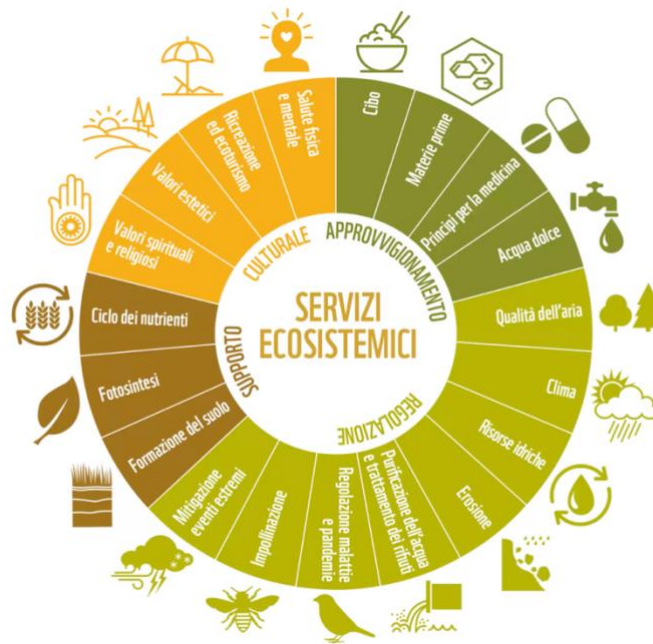 SERVIZI
ECOSISTEMICI
APPROVVIGIONAMENTO
Cibo
Materie prime
Principi per la medicina
Acqua dolce
REGOLAZIONE
Qualità dell'aria
Clima
Risorse idriche
Erosione
Purificazione dell'acqua
e trattamento dei rifiuti
Regolazione malattie
e pandemie
Impollinazione
Mitigazione
eventi estremi
SUPPORTO
Formazione del suolo
Fotosintesi
Ciclo dei nutrienti
CULTURALE
Valori spirituali
e religiosi
Valori estetici
Ricreazione
ed ecoturismo
Salute fisica
e mentale